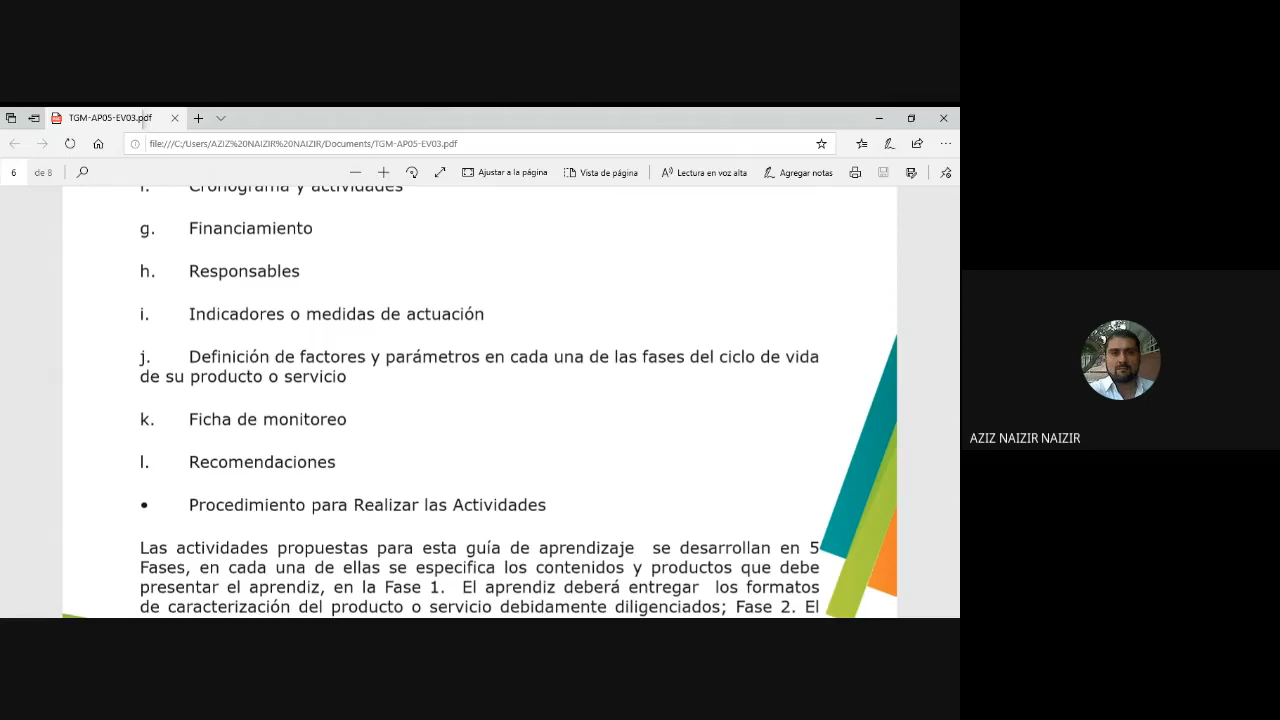 TGM-AP05-EV03.pdf
file:///C:/Users/AZIZ%20NAIZIR%20NAIZIR/Documents/TGM-AP05-EV03.pdf
6 de 8 Ajustar a la página Vista de página Lectura en voz alta Agregar notas
Cronograma y actividades
g. Financiamiento
h. Responsables
i. Indicadores o medidas de actuación
j. Definición de factores y parámetros en cada una de las fases del ciclo de vida
de su producto o servicio
k. Ficha de monitoreo
l. Recomendaciones
• Procedimiento para Realizar las Actividades
Las actividades propuestas para esta guía de aprendizaje se desarrollan en 5
Fases, en cada una de ellas se especifica los contenidos y productos que debe
presentar el aprendiz, en la Fase 1. El aprendiz deberá entregar los formatos
de caracterización del producto o servicio debidamente diligenciados; Fase 2. El
AZIZ NAIZIR NAIZIR